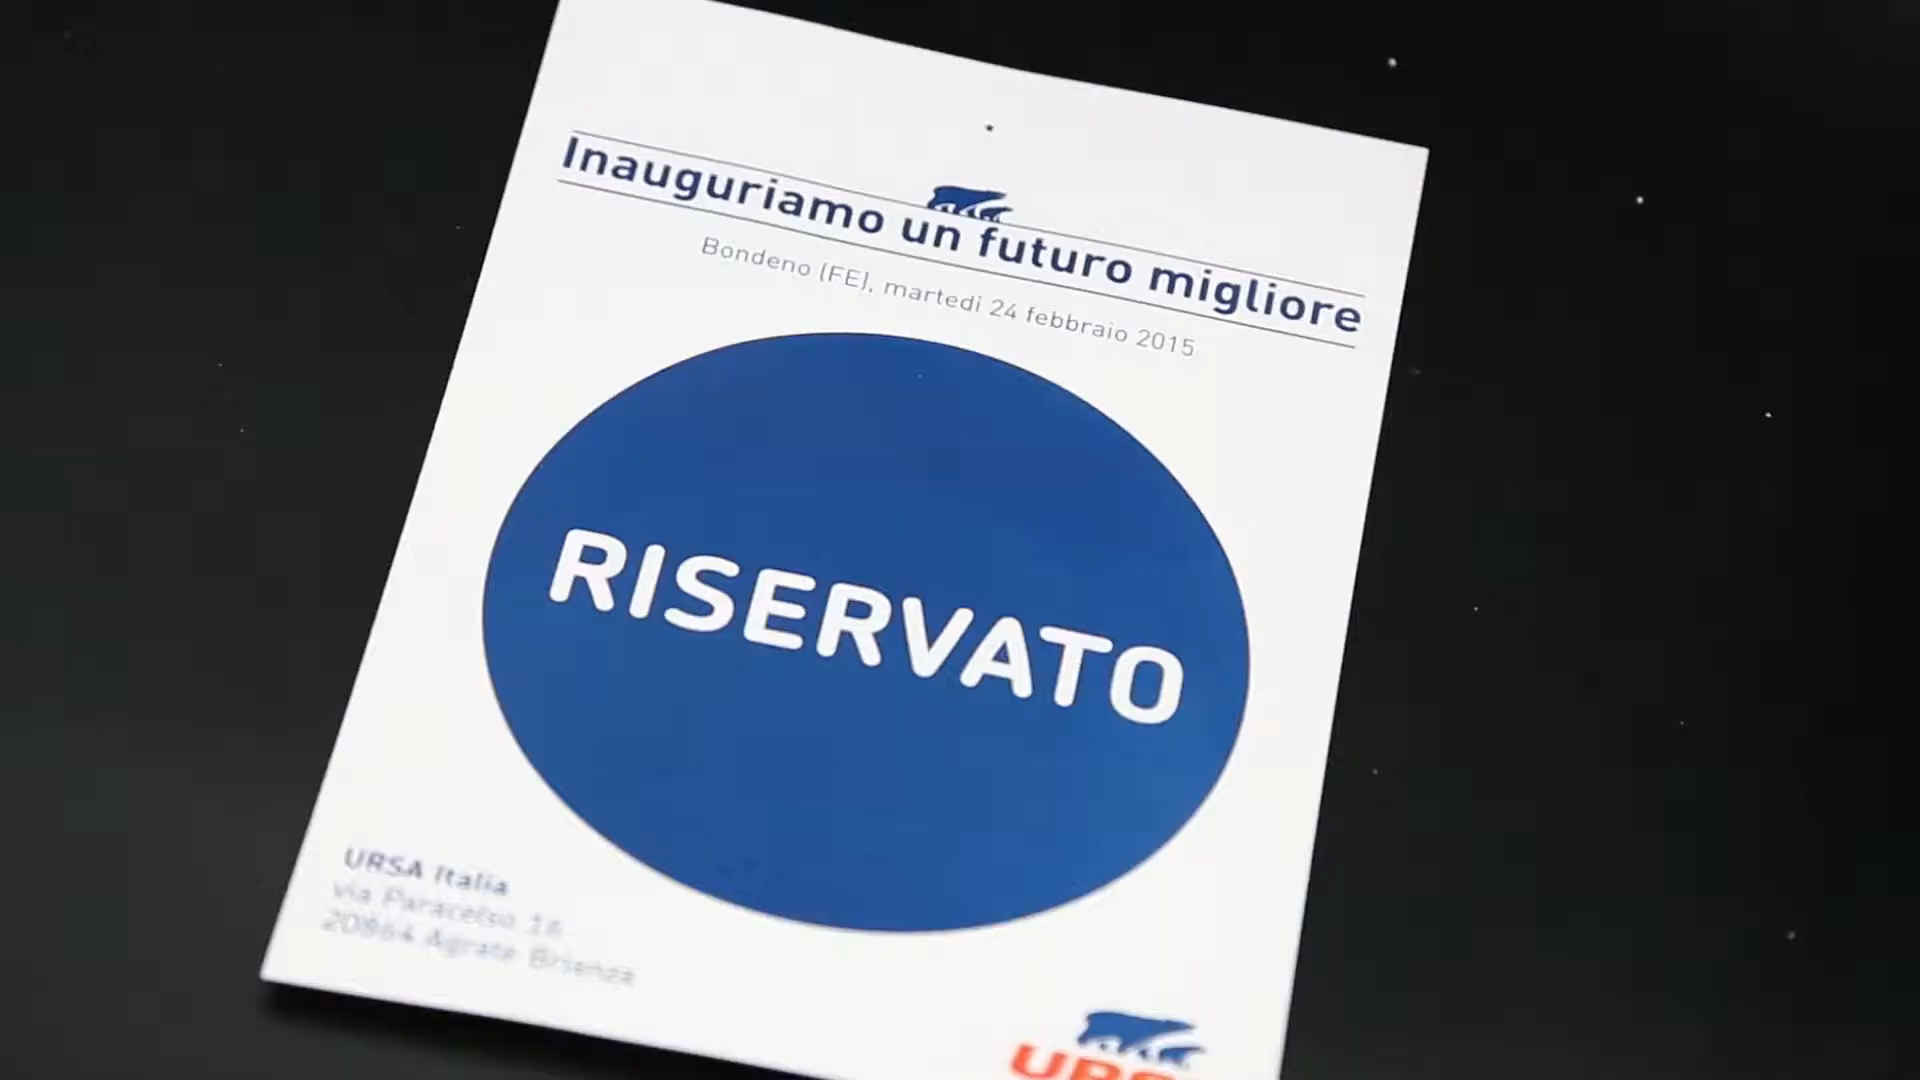 Inauguriamo un futuro migliore
Bondeno (FE), martedì 24 febbraio 2015
RISERVATO
URSA Italia
via Paracelso 16
20864 Agrate Brianza